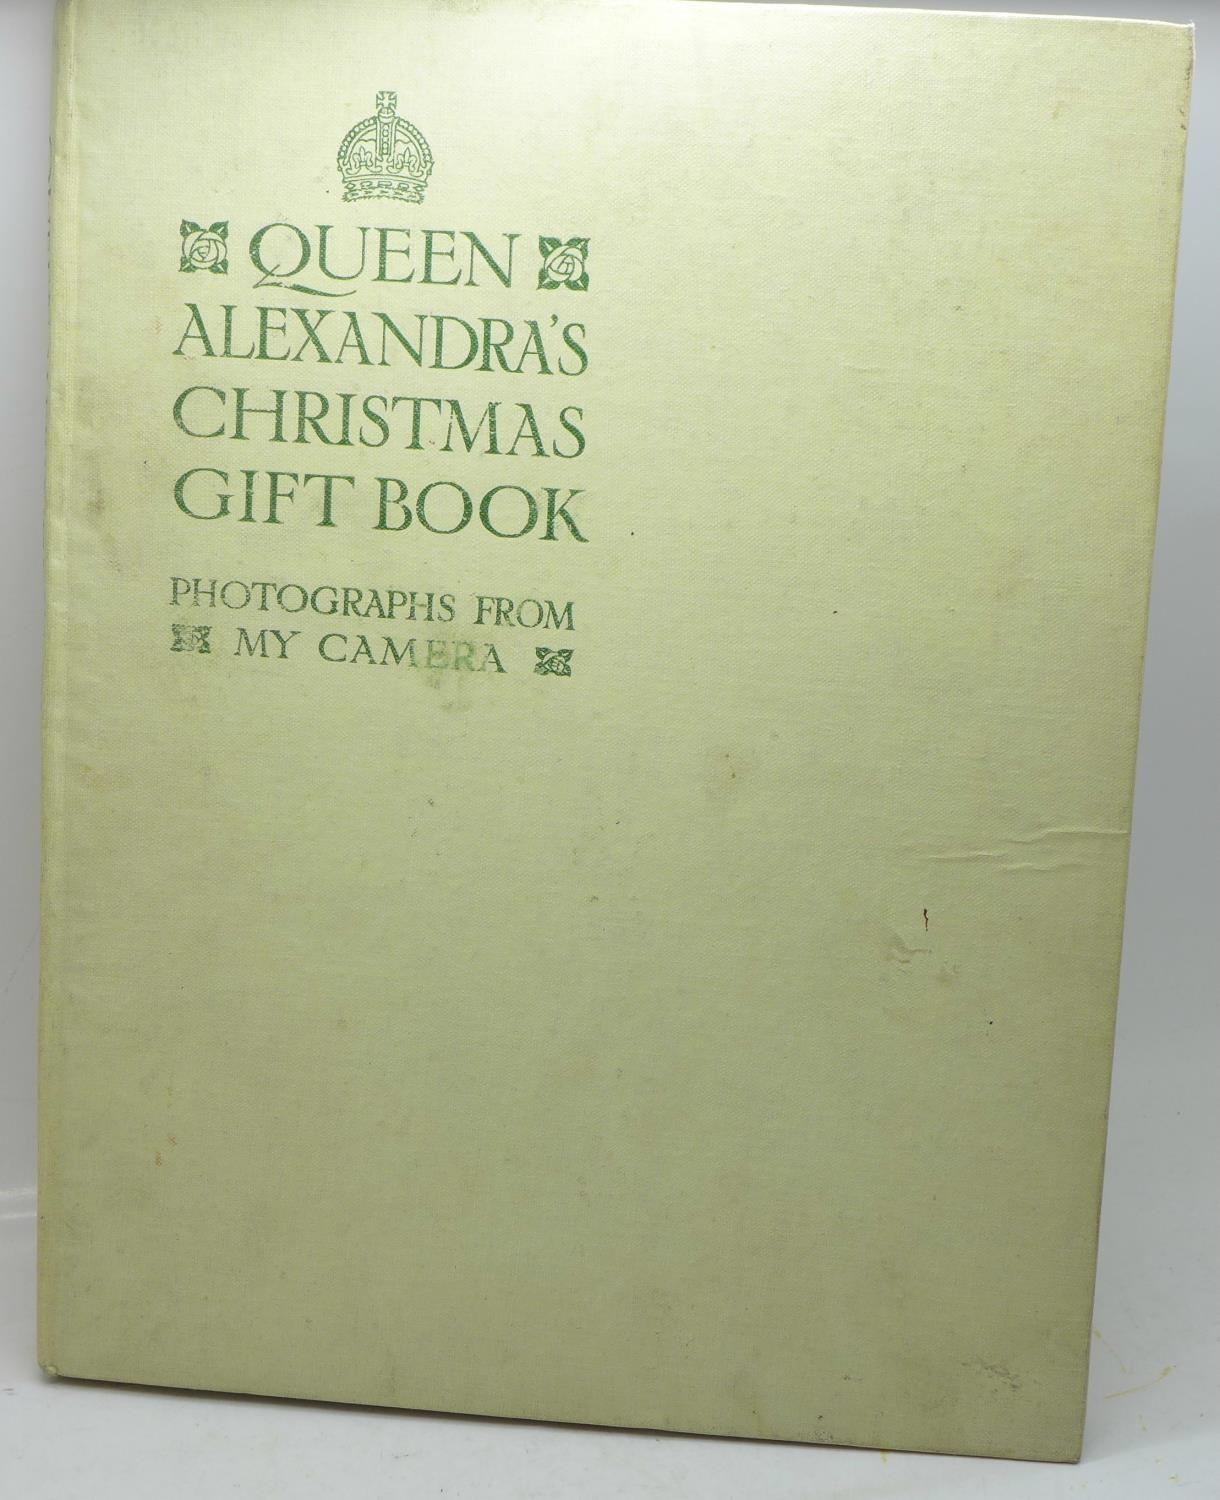 QUEEN
ALEXANDRA'S
CHRISTMAS
GIFT BOOK
PHOTOGRAPHS FROM
MY CAMERA